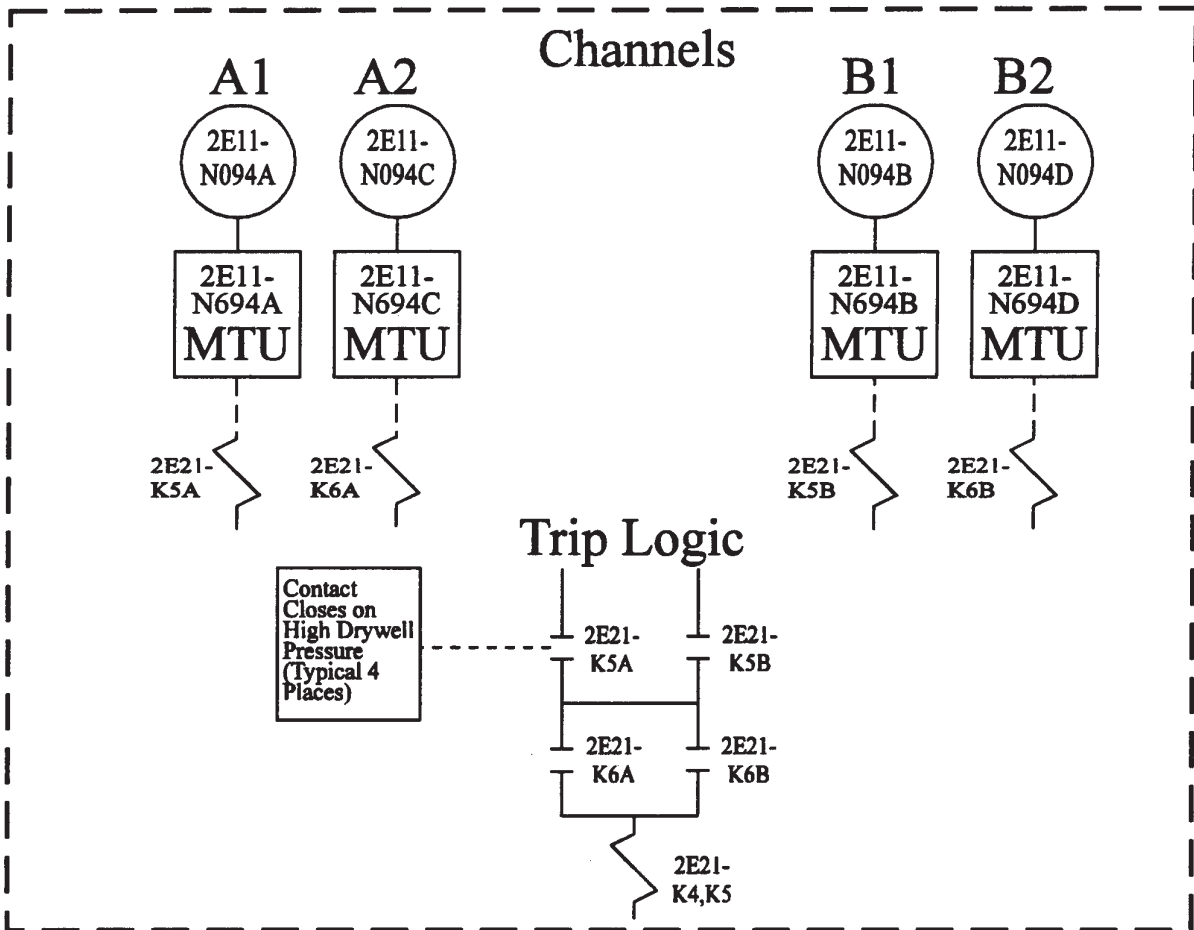 Channels
A1
A2
B1
B2
2E11-
N094A
2E11-
N094C
2E11-
N094B
2E11-
N094D
2E11-
N694A
MTU
2E11-
N694C
MTU
2E11-
N694B
MTU
2E11-
N694D
MTU
2E21-
K5A
2E21-
K6A
2E21-
K5B
2E21-
K6B
Trip Logic
Contact
Closes on
High Drywell
Pressure
(Typical 4
Places)
2E21-
K5A
2E21-
K5B
2E21-
K6A
2E21-
K6B
2E21-
K4,K5